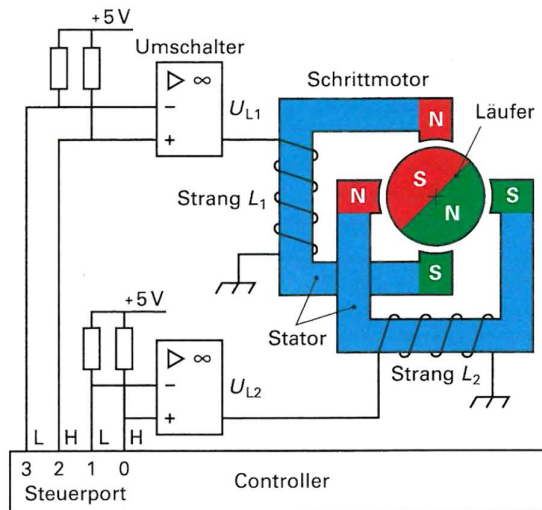 +5 V
Umschalter
▷ ∞
−
+
U_L1
Schrittmotor
N
Läufer
S
N
N
S
S
Strang L_1
Stator
+5 V
▷ ∞
−
+
U_L2
Strang L_2
L H L H
3 2 1 0
Steuerport
Controller